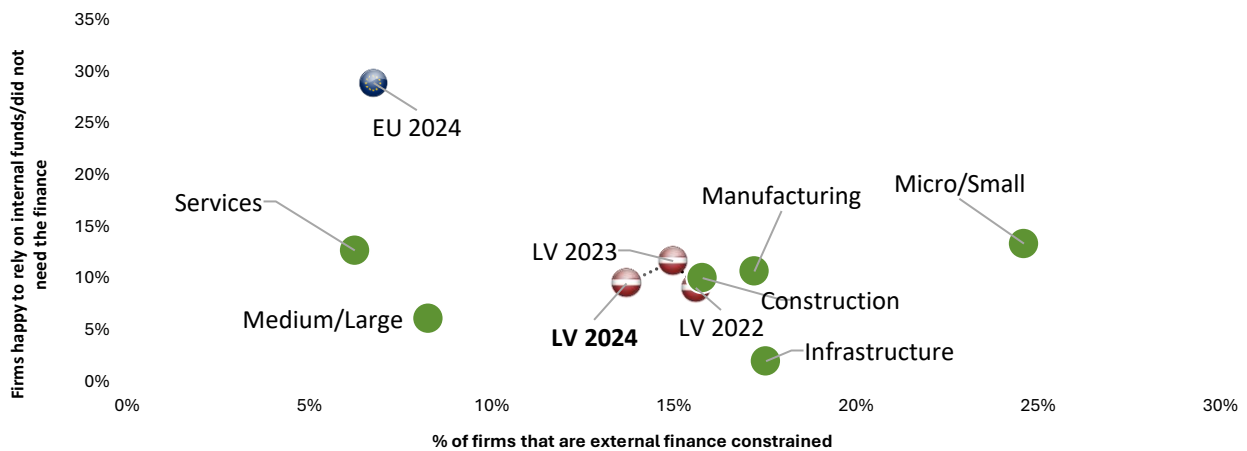 Firms happy to rely on internal funds/did not
need the finance
35%
30%
25%
20%
15%
10%
5%
0%
EU 2024
Services
Micro/Small
Manufacturing
LV 2023
Construction
Medium/Large
LV 2022
LV 2024
Infrastructure
0%
5%
10%
15%
20%
25%
30%
% of firms that are external finance constrained